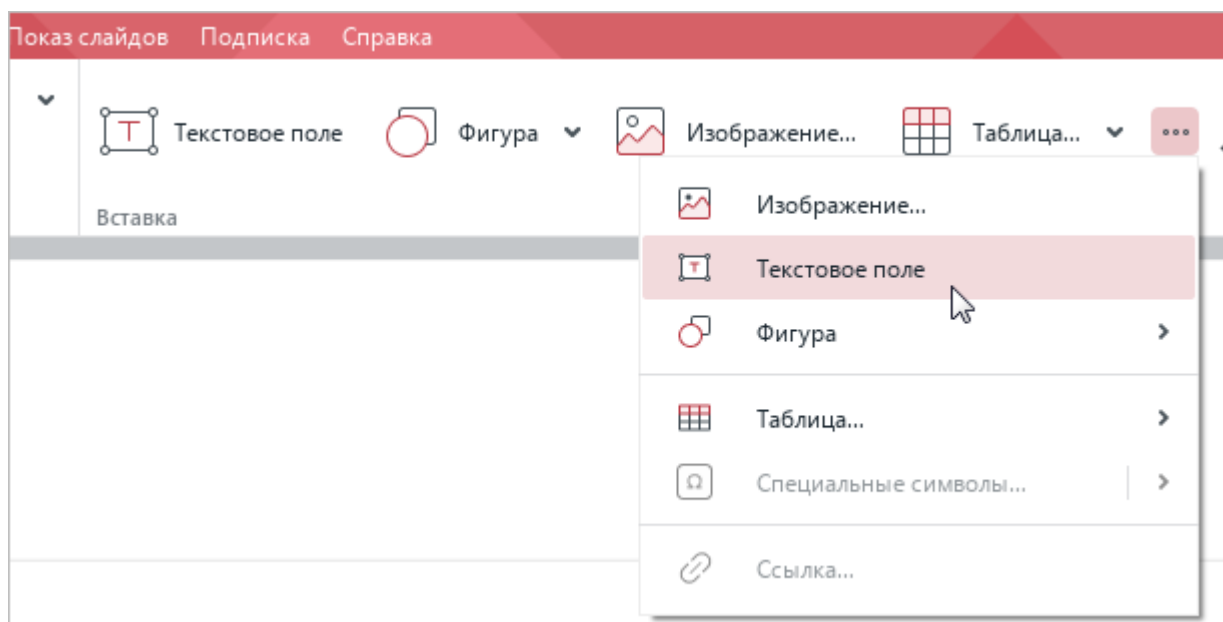 Показ слайдов Подписка Справка
Текстовое поле Фигура Изображение... Таблица...
Вставка
Изображение...
Текстовое поле
Фигура
Таблица...
Специальные символы...
Ссылка...